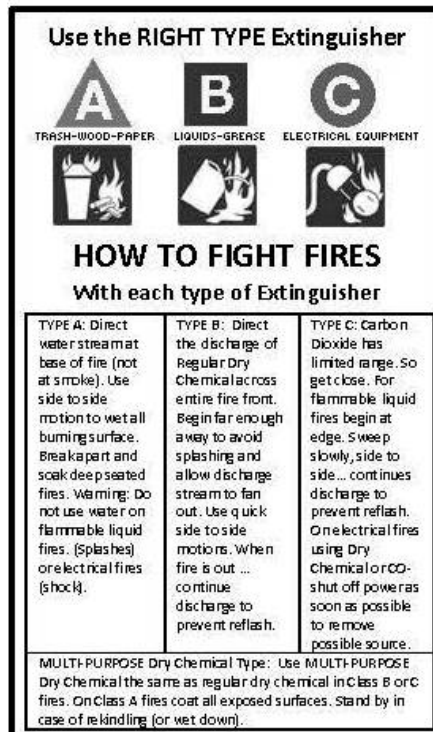 Use the RIGHT TYPE Extinguisher
A
B
C
TRASH-WOOD-PAPER
LIQUIDS-GREASE
ELECTRICAL EQUIPMENT
HOW TO FIGHT FIRES
With each type of Extinguisher
TYPE A: Direct
water stream at
base of fire (not
at smoke). Use
side to side
motion to wet all
burning surface.
Break apart and
soak deep seated
fires. Warning: Do
not use water on
flammable liquid
fires. (Splashes)
or electrical fires
(shock).
TYPE B: Direct
the discharge of
Regular Dry
Chemical across
entire fire front.
Begin far enough
away to avoid
splashing and
allow discharge
stream to fan
out. Use quick
side to side
motions. When
fire is out ...
continue
discharge to
prevent reflash.
TYPE C: Carbon
Dioxide has
limited range. So
get close. For
flammable liquid
fires begin at
edge. Sweep
slowly, side to
side... continues
discharge to
prevent reflash.
On electrical fires
using Dry
Chemical or CO-
shut off power as
soon as possible
to remove
possible source.
MULTI-PURPOSE Dry Chemical Type: Use MULTI-PURPOSE
Dry Chemical the same as regular dry chemical in Class B or C
fires. On Class A fires coat all exposed surfaces. Stand by in
case of rekindling (or wet down).